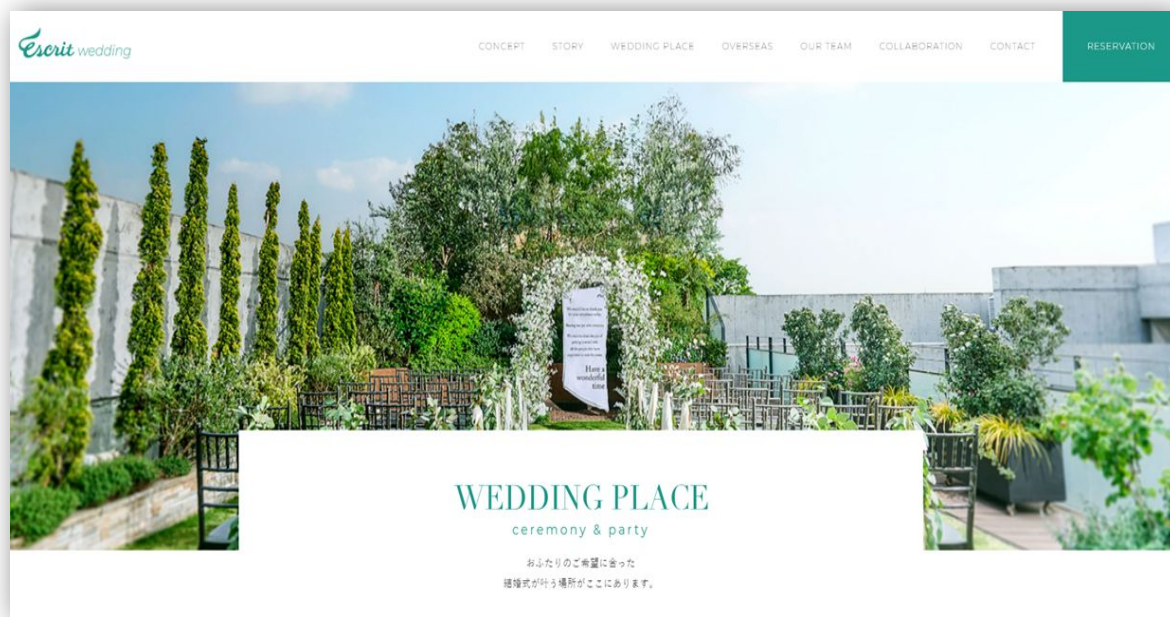 Escrit wedding
CONCEPT STORY WEDDING PLACE OVERSEAS OUR TEAM COLLABORATION CONTACT RESERVATION
Have a
wonderful
time
WEDDING PLACE
ceremony & party
おふたりのご希望に合った
結婚式が叶う場所がここにあります。